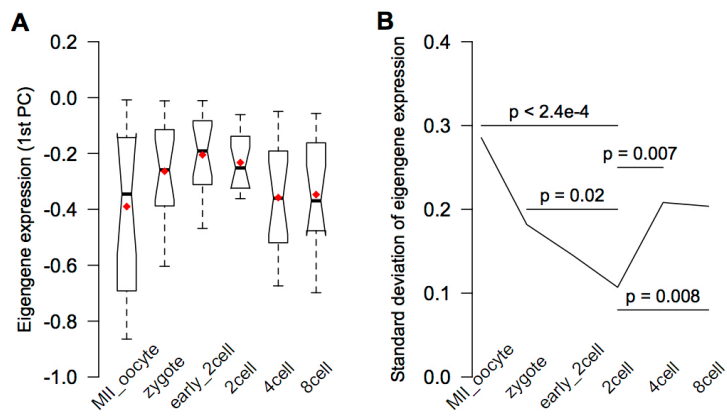 A
Eigengene expression (1st PC)
0.2
0.0
-0.2
-0.4
-0.6
-0.8
-1.0
MII_oocyte
zygote
early_2cell
2cell
4cell
8cell
B
Standard deviation of eigengene expression
0.4
0.3
0.2
0.1
0.0
p < 2.4e-4
p = 0.007
p = 0.02
p = 0.008
MII_oocyte
zygote
early_2cell
2cell
4cell
8cell